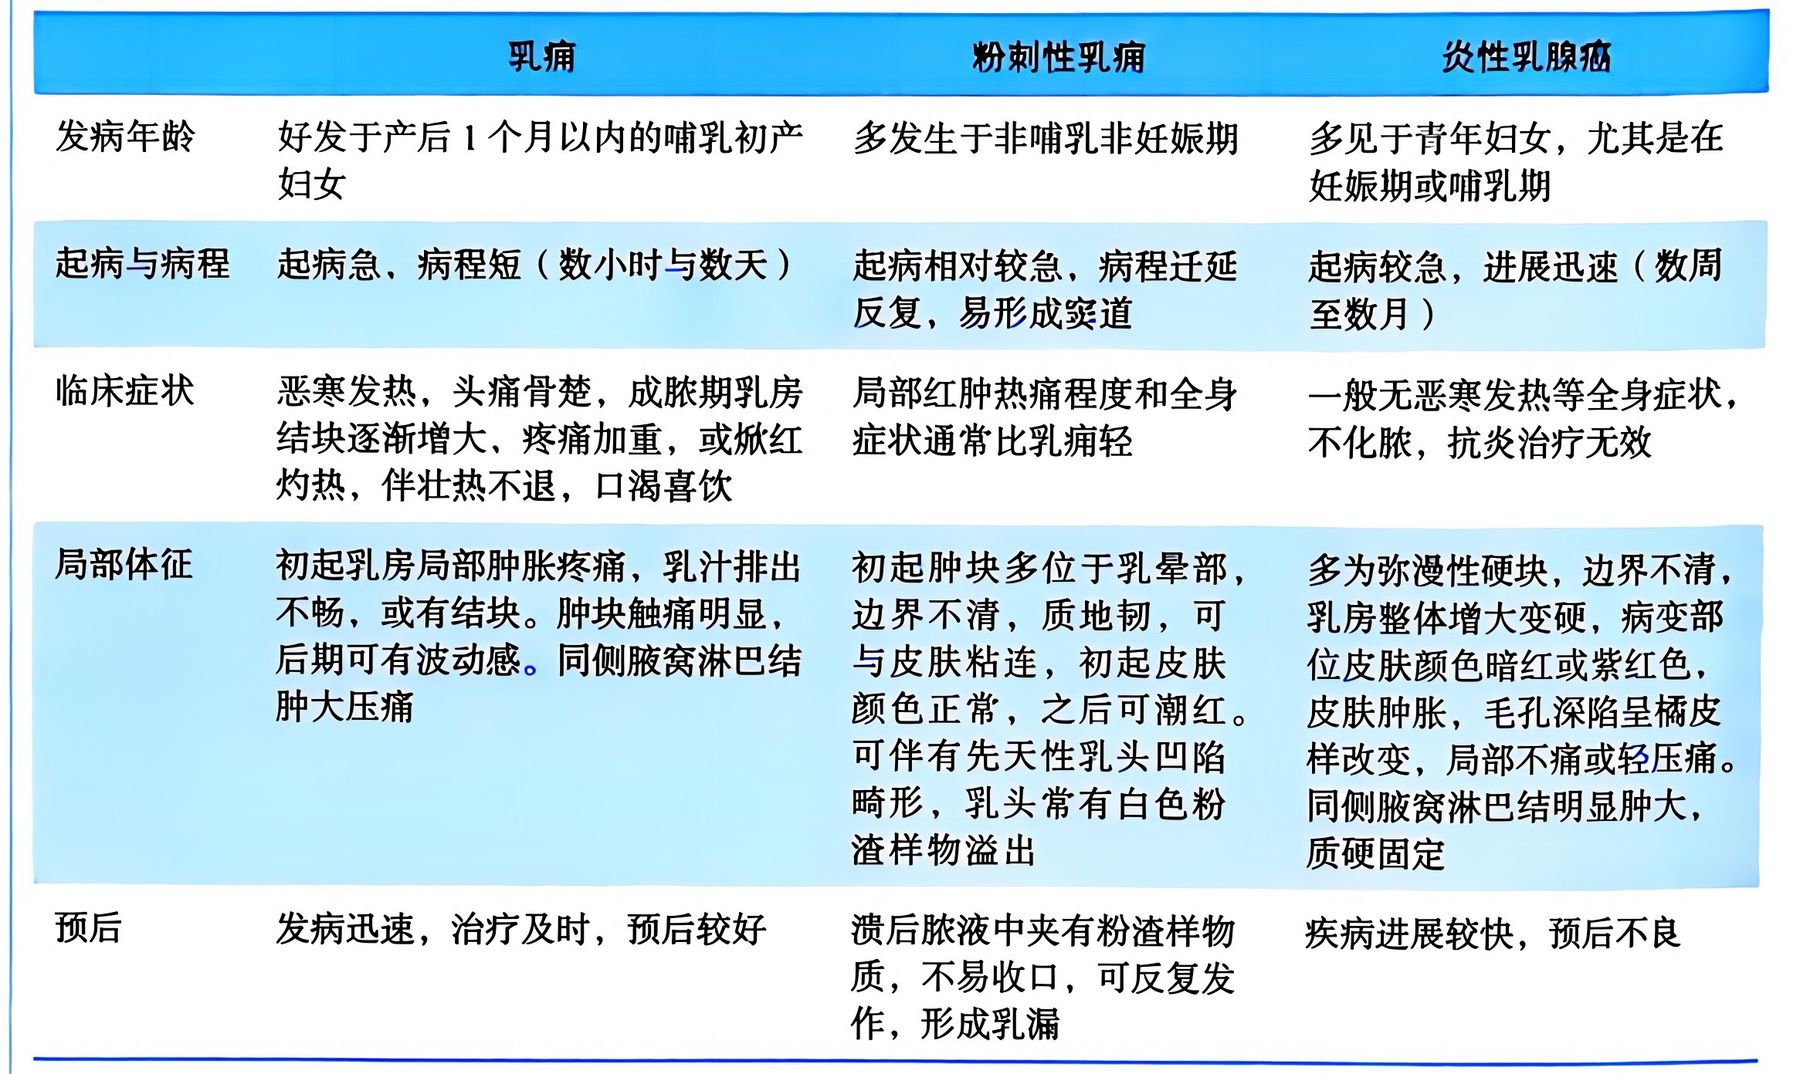 乳痈 粉刺性乳痈 炎性乳腺癌
发病年龄
好发于产后 1 个月以内的哺乳初产
妇女
多发生于非哺乳非妊娠期
多见于青年妇女，尤其是在
妊娠期或哺乳期
起病与病程
起病急，病程短（数小时与数天）
起病相对较急，病程迁延
反复，易形成窦道
起病较急，进展迅速（数周
至数月）
临床症状
恶寒发热，头痛骨楚，成脓期乳房
结块逐渐增大，疼痛加重，或焮红
灼热，伴壮热不退，口渴喜饮
局部红肿热痛程度和全身
症状通常比乳痈轻
一般无恶寒发热等全身症状，
不化脓，抗炎治疗无效
局部体征
初起乳房局部肿胀疼痛，乳汁排出
不畅，或有结块。肿块触痛明显，
后期可有波动感。同侧腋窝淋巴结
肿大压痛
初起肿块多位于乳晕部，
边界不清，质地韧，可
与皮肤粘连，初起皮肤
颜色正常，之后可潮红。
可伴有先天性乳头凹陷
畸形，乳头常有白色粉
渣样物溢出
多为弥漫性硬块，边界不清，
乳房整体增大变硬，病变部
位皮肤颜色暗红或紫红色，
皮肤肿胀，毛孔深陷呈橘皮
样改变，局部不痛或轻压痛。
同侧腋窝淋巴结明显肿大，
质硬固定
预后
发病迅速，治疗及时，预后较好
溃后脓液中夹有粉渣样物
质，不易收口，可反复发
作，形成乳漏
疾病进展较快，预后不良